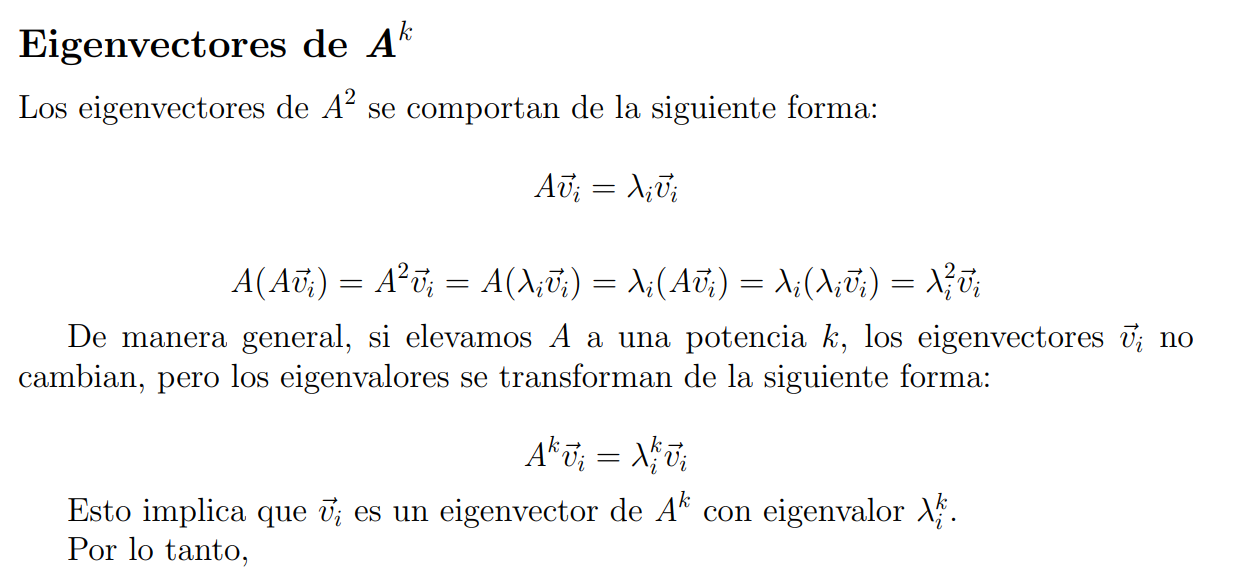 Eigenvectores de $A^k$
Los eigenvectores de $A^2$ se comportan de la siguiente forma:
$A\vec{v}_i = \lambda_i \vec{v}_i$
$A(A\vec{v}_i) = A^2\vec{v}_i = A(\lambda_i \vec{v}_i) = \lambda_i(A\vec{v}_i) = \lambda_i(\lambda_i \vec{v}_i) = \lambda_i^2 \vec{v}_i$
De manera general, si elevamos $A$ a una potencia $k$, los eigenvectores $\vec{v}_i$ no
cambian, pero los eigenvalores se transforman de la siguiente forma:
$A^k \vec{v}_i = \lambda_i^k \vec{v}_i$
Esto implica que $\vec{v}_i$ es un eigenvector de $A^k$ con eigenvalor $\lambda_i^k$.
Por lo tanto,